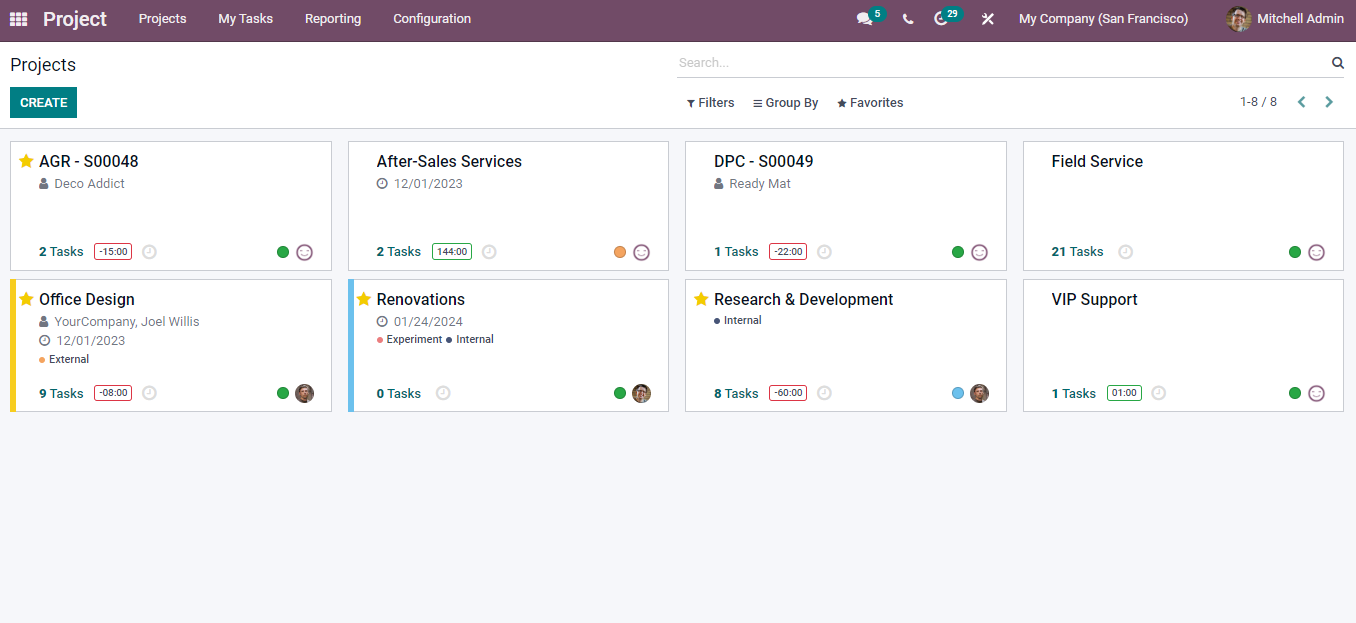 Project Projects My Tasks Reporting Configuration 5 29 My Company (San Francisco) Mitchell Admin
Projects Search...
CREATE Filters Group By Favorites 1-8 / 8
AGR - S00048
Deco Addict
2 Tasks -15:00
After-Sales Services
12/01/2023
2 Tasks 144:00
DPC - S00049
Ready Mat
1 Tasks -22:00
Field Service
21 Tasks
Office Design
YourCompany, Joel Willis
12/01/2023
External
9 Tasks -08:00
Renovations
01/24/2024
Experiment Internal
0 Tasks
Research & Development
Internal
8 Tasks -60:00
VIP Support
1 Tasks 01:00